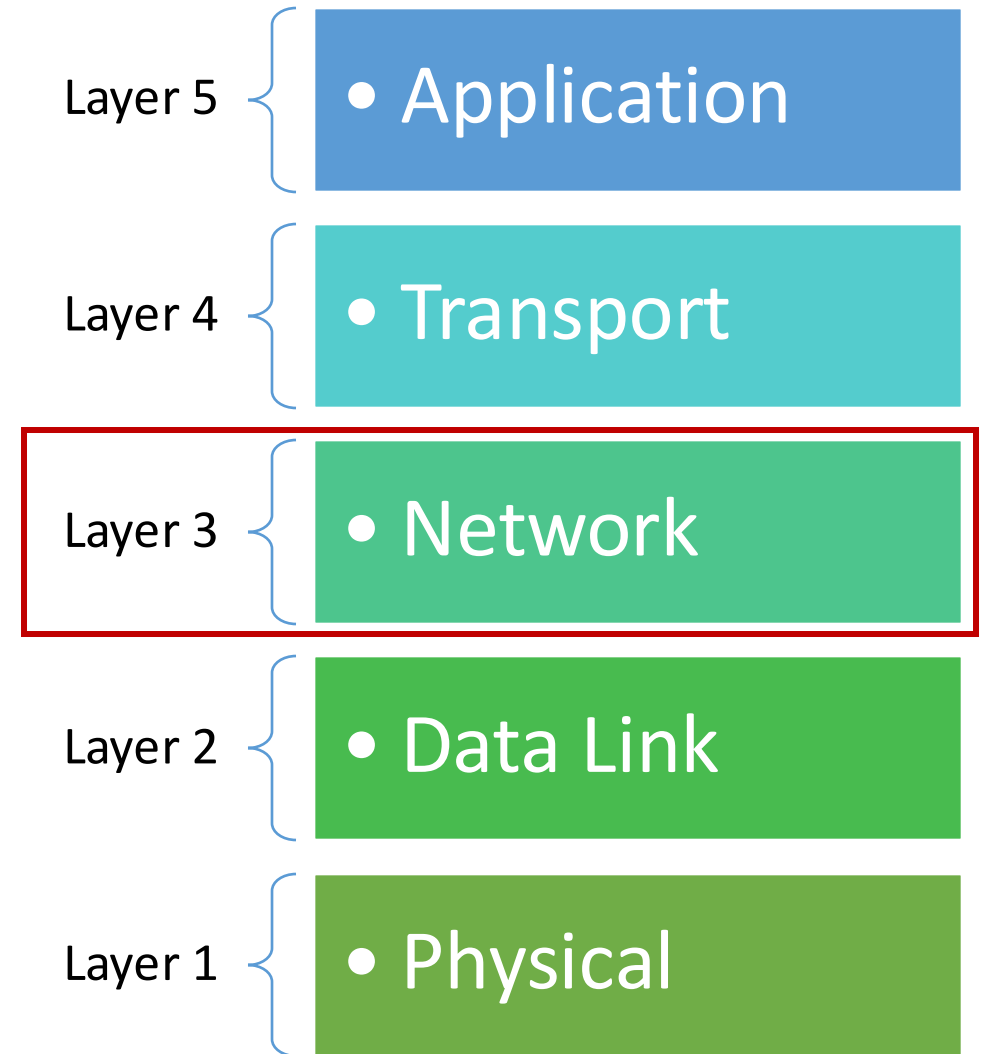 Layer 5
• Application
Layer 4
• Transport
Layer 3
• Network
Layer 2
• Data Link
Layer 1
• Physical